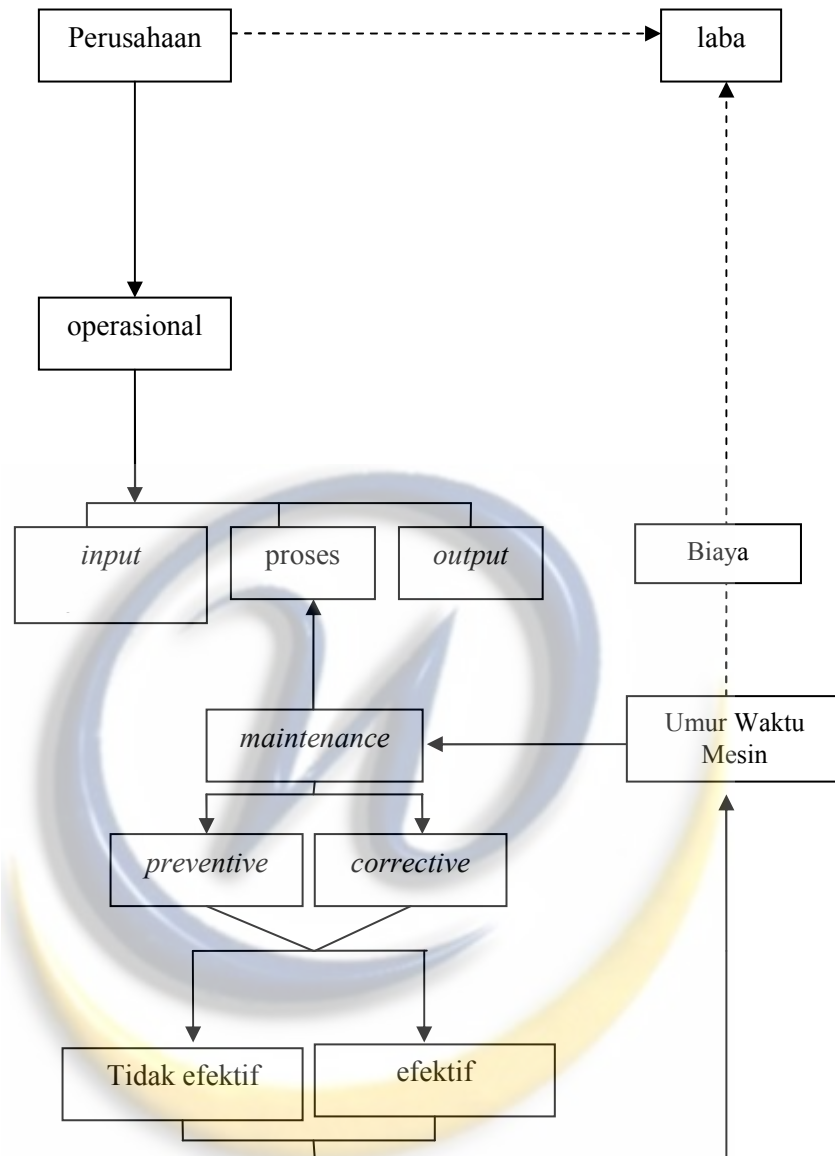 Perusahaan
laba
operasional
input
proses
output
Biaya
maintenance
Umur Waktu
Mesin
preventive
corrective
Tidak efektif
efektif